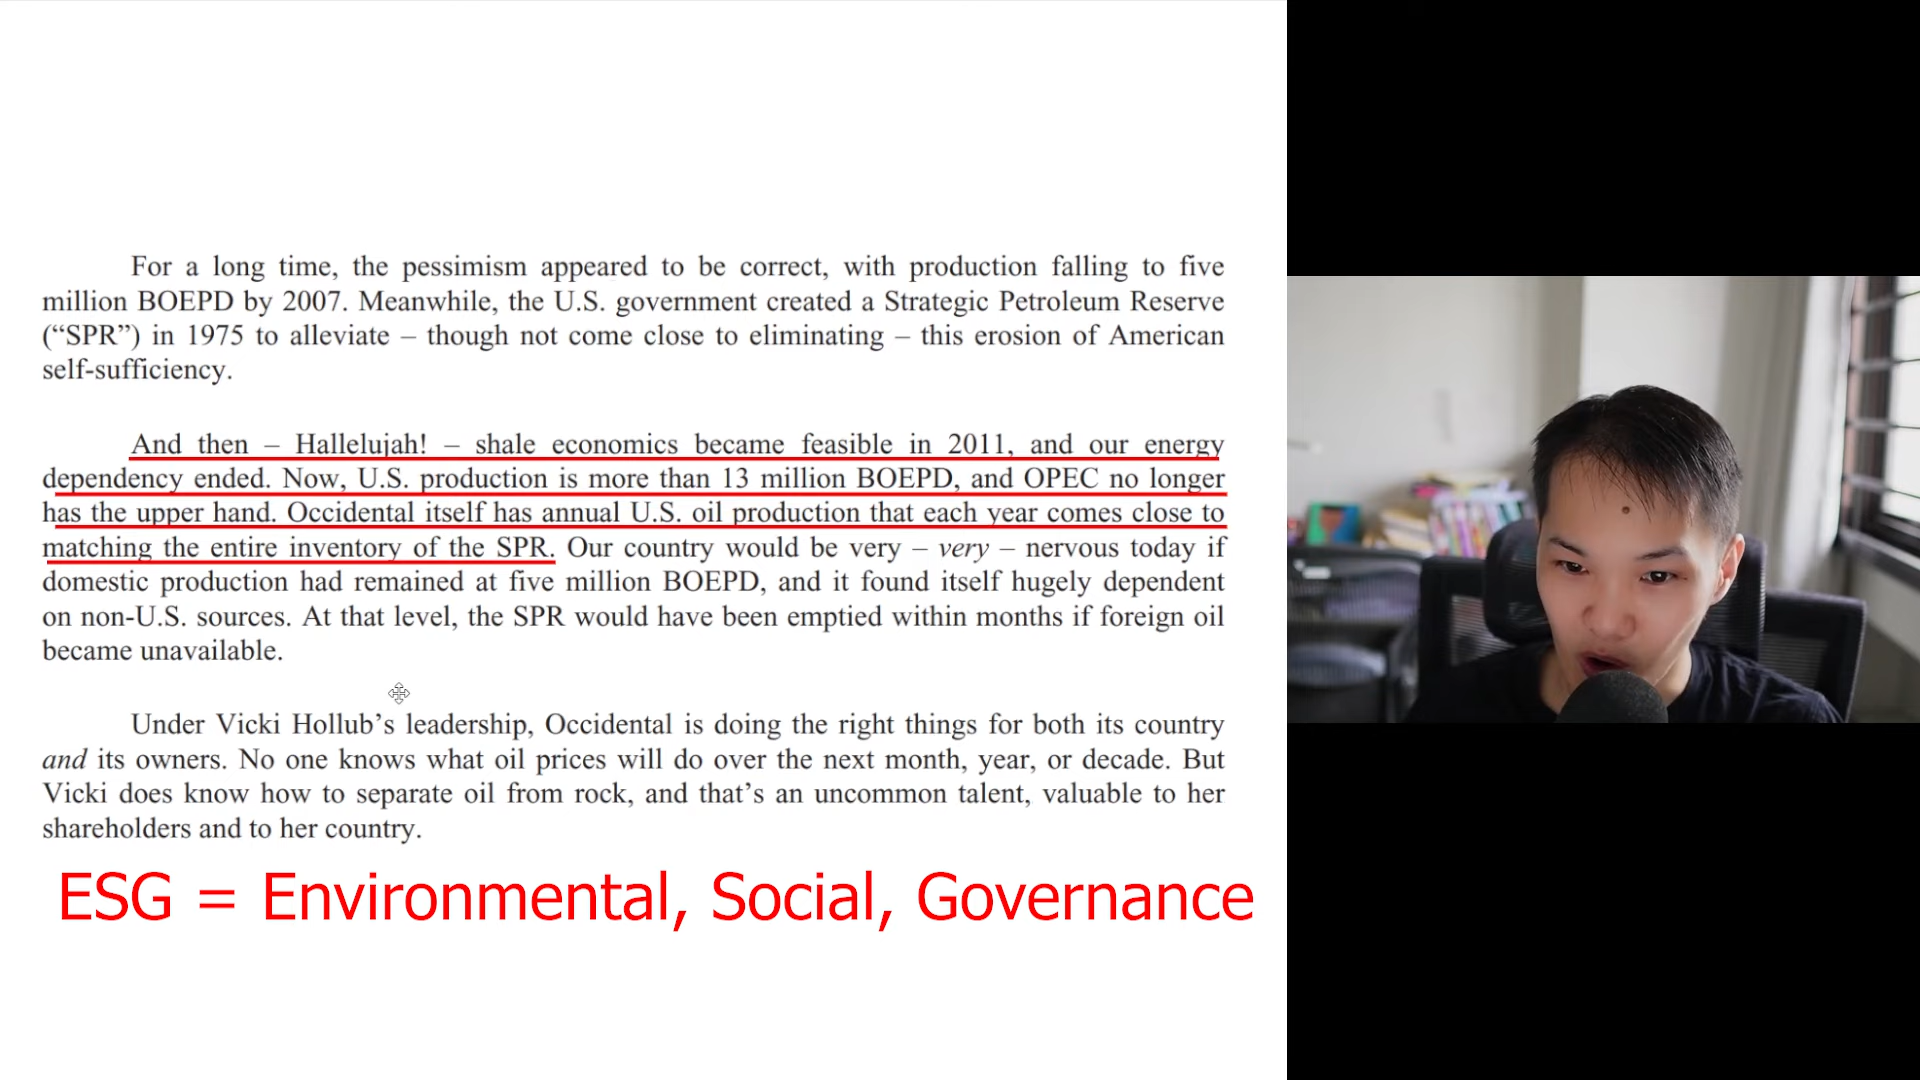 For a long time, the pessimism appeared to be correct, with production falling to five
million BOEPD by 2007. Meanwhile, the U.S. government created a Strategic Petroleum Reserve
(“SPR”) in 1975 to alleviate – though not come close to eliminating – this erosion of American
self-sufficiency.
And then – Hallelujah! – shale economics became feasible in 2011, and our energy
dependency ended. Now, U.S. production is more than 13 million BOEPD, and OPEC no longer
has the upper hand. Occidental itself has annual U.S. oil production that each year comes close to
matching the entire inventory of the SPR. Our country would be very – very – nervous today if
domestic production had remained at five million BOEPD, and it found itself hugely dependent
on non-U.S. sources. At that level, the SPR would have been emptied within months if foreign oil
became unavailable.
Under Vicki Hollub’s leadership, Occidental is doing the right things for both its country
and its owners. No one knows what oil prices will do over the next month, year, or decade. But
Vicki does know how to separate oil from rock, and that’s an uncommon talent, valuable to her
shareholders and to her country.
ESG = Environmental, Social, Governance